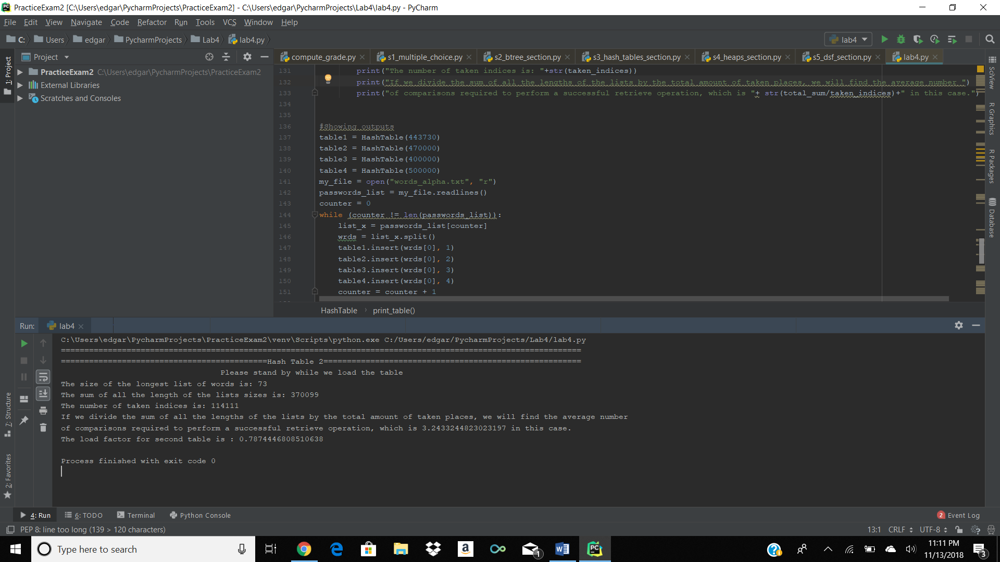 PracticeExam2 [C:\Users\edgar\PycharmProjects\PracticeExam2] - C:\Users\edgar\PycharmProjects\Lab4\lab4.py - PyCharm
File Edit View Navigate Code Refactor Run Tools VCS Window Help
C: Users edgar PycharmProjects Lab4 lab4.py
lab4
1: Project
Project
compute_grade.py s1_multiple_choice.py s2_btree_section.py s3_hash_tables_section.py s4_heaps_section.py s5_dsf_section.py lab4.py
PracticeExam2 C:\Users\edgar\PycharmProjects\PracticeExam2
External Libraries
Scratches and Consoles
131 print("The number of taken indices is: "+str(taken_indices))
132 print("If we divide the sum of all the lengths of the lists by the total amount of taken places, we will find the average number ")
133 print("of comparisons required to perform a successful retrieve operation, which is "+ str(total_sum/taken_indices)+" in this case.")
134
135
136 #Showing outputs
137 table1 = HashTable(443730)
138 table2 = HashTable(470000)
139 table3 = HashTable(400000)
140 table4 = HashTable(500000)
141 my_file = open("words_alpha.txt", "r")
142 passwords_list = my_file.readlines()
143 counter = 0
144 while (counter != len(passwords_list)):
145 list_x = passwords_list[counter]
146 wrds = list_x.split()
147 table1.insert(wrds[0], 1)
148 table2.insert(wrds[0], 2)
149 table3.insert(wrds[0], 3)
150 table4.insert(wrds[0], 4)
151 counter = counter + 1
HashTable print_table()
SciView
R Graphics
R Packages
Database
Run: lab4
C:\Users\edgar\PycharmProjects\PracticeExam2\venv\Scripts\python.exe C:/Users/edgar/PycharmProjects/Lab4/lab4.py
===============================================================================================================
============================================Hash Table 2=======================================================
Please stand by while we load the table
The size of the longest list of words is: 73
The sum of all the length of the lists sizes is: 370099
The number of taken indices is: 114111
If we divide the sum of all the lengths of the lists by the total amount of taken places, we will find the average number
of comparisons required to perform a successful retrieve operation, which is 3.2433244823023197 in this case.
The load factor for second table is : 0.7874446808510638
Process finished with exit code 0
7: Structure
2: Favorites
4: Run 6: TODO Terminal Python Console
2 Event Log
PEP 8: line too long (139 > 120 characters)
13:1 CRLF UTF-8
Type here to search
1
11:11 PM
11/13/2018
3